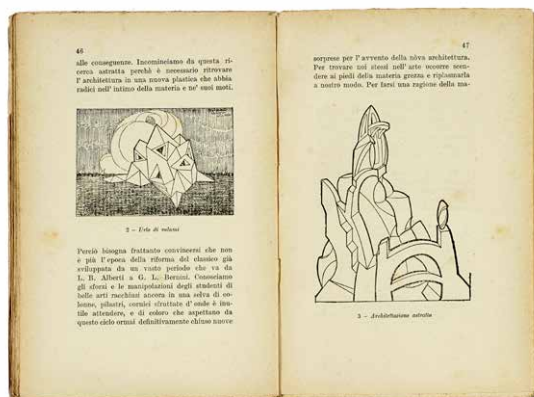 46
alle conseguenze. Incominciamo da questa ri-
cerca astratta perchè è necessario ritrovare
l'architettura in una nuova plastica che abbia
radici nell'intimo della materia e ne' suoi moti.
2 - Urto di volumi
Perciò bisogna frattanto convincersi che non
è più l'epoca della riforma del classico già
sviluppata da un vasto periodo che va da
L. B. Alberti a G. L. Bernini. Conosciamo
gli sforzi e le manipolazioni degli studenti di
belle arti racchiusi ancora in una selva di co-
lonne, pilastri, cornici sfruttate d'onde è inu-
tile attendere, e di coloro che aspettano da
questo ciclo ormai definitivamente chiuso nuove
47
sorprese per l'avvento della nòva architettura.
Per trovare noi stessi nell'arte occorre scen-
dere ai piedi della materia grezza e riplasmarla
a nostro modo. Per farsi una ragione della ma-
3 - Architettazione astratta